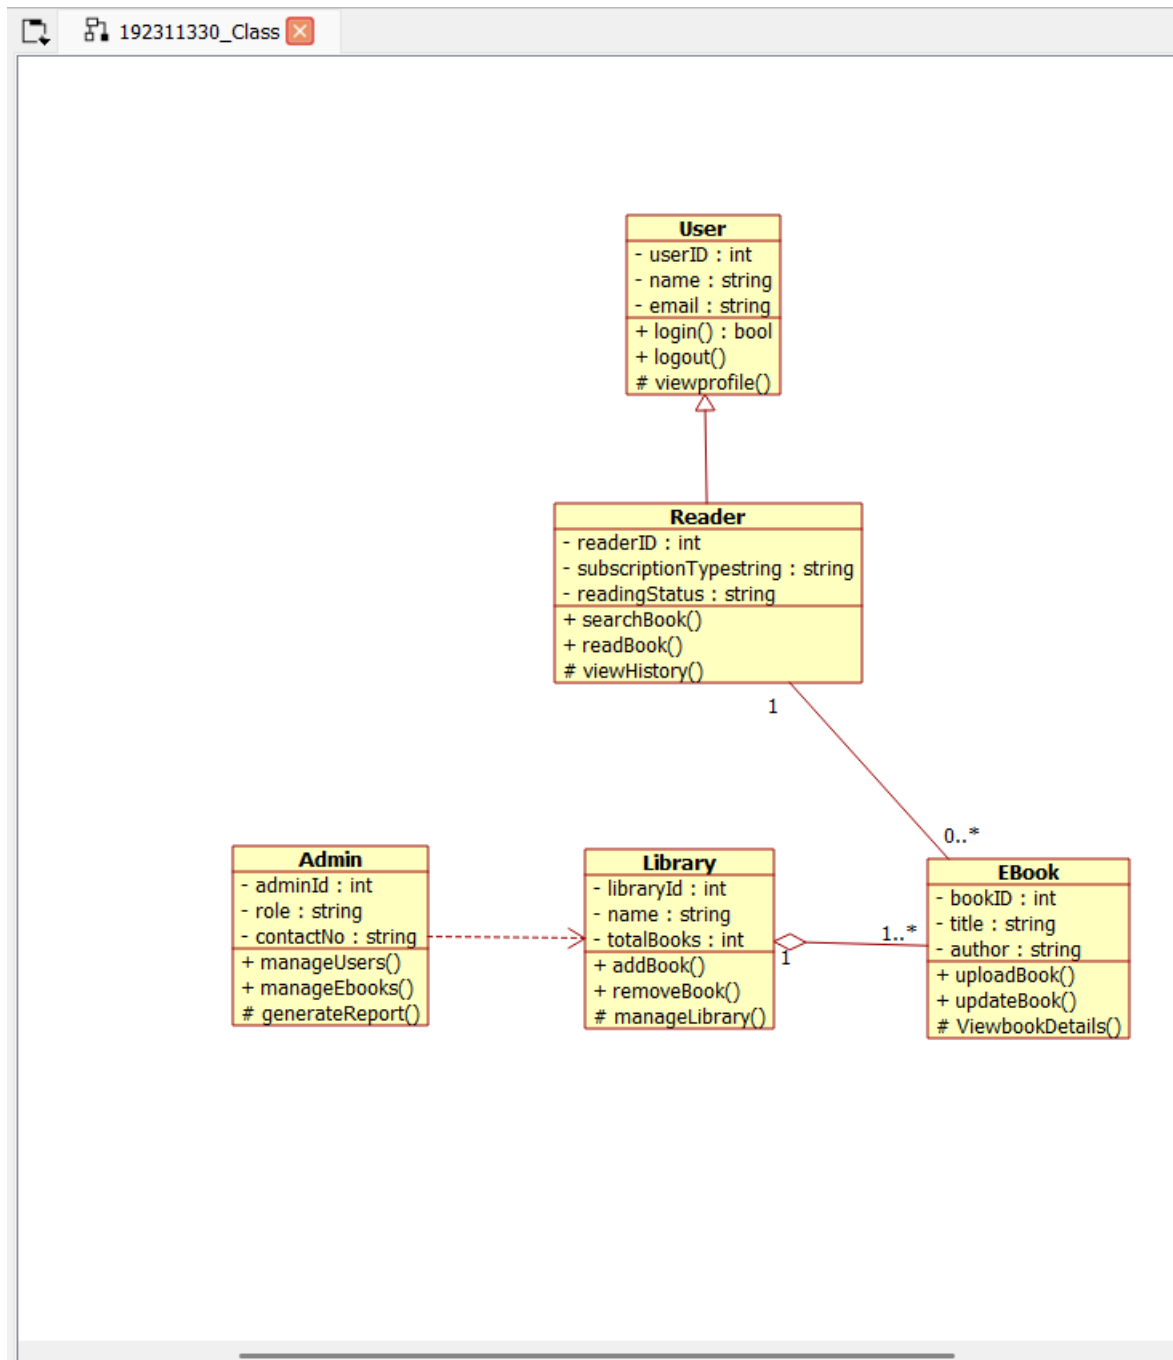 192311330_Class
User
- userID : int
- name : string
- email : string
+ login() : bool
+ logout()
# viewprofile()
Reader
- readerID : int
- subscriptionTypestring : string
- readingStatus : string
+ searchBook()
+ readBook()
# viewHistory()
1
0..*
Admin
- adminId : int
- role : string
- contactNo : string
+ manageUsers()
+ manageEbooks()
# generateReport()
Library
- libraryId : int
- name : string
- totalBooks : int
+ addBook()
+ removeBook()
# manageLibrary()
1
1..*
EBook
- bookID : int
- title : string
- author : string
+ uploadBook()
+ updateBook()
# ViewbookDetails()